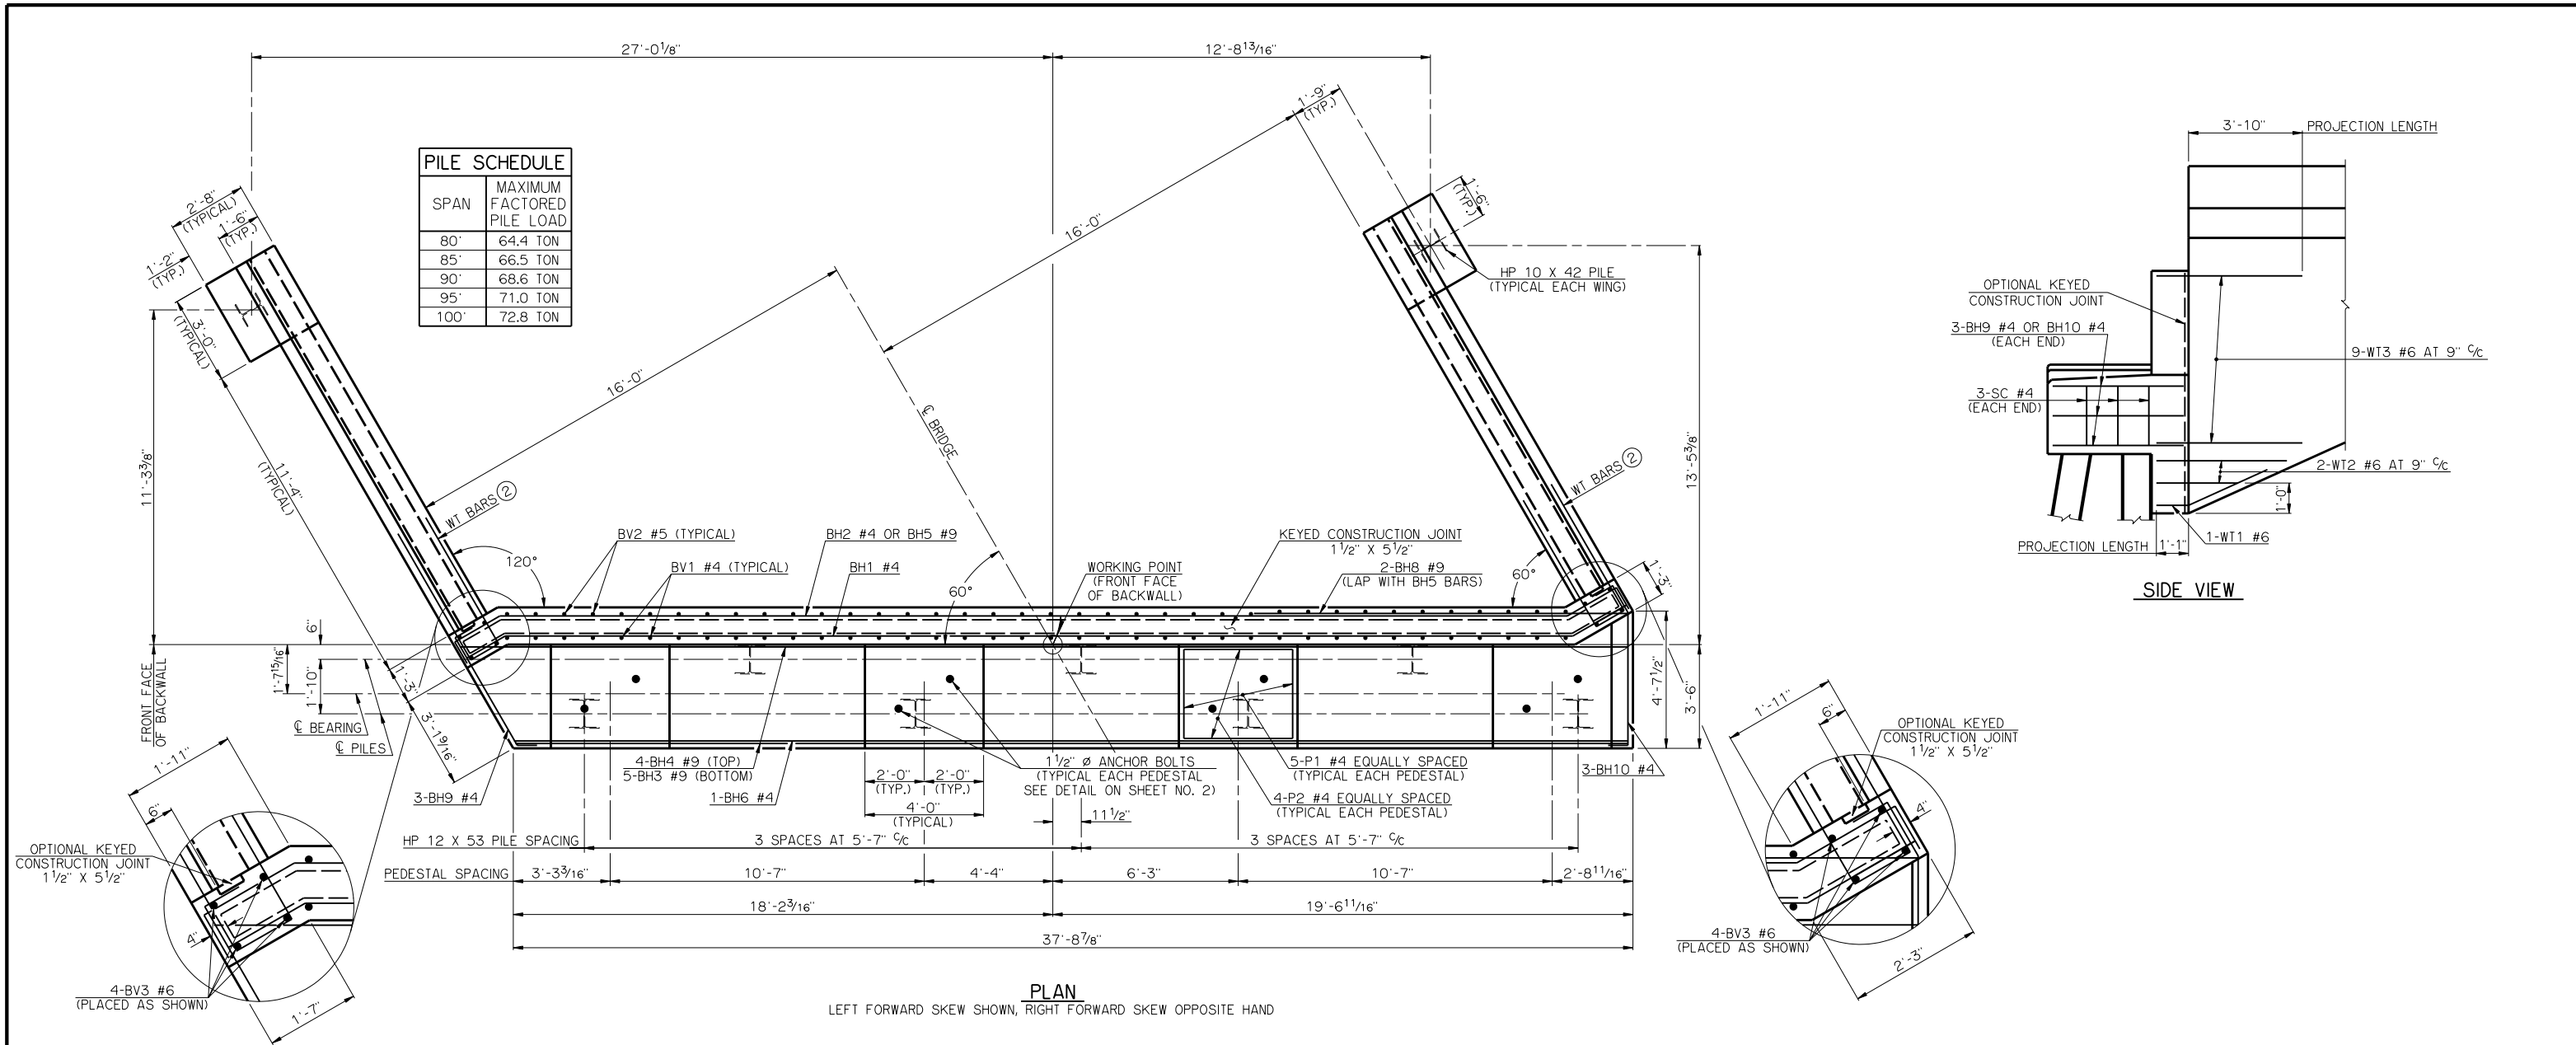 27'-0 1/8"
12'-8 13/16"
1'-9"
(TYP.)
3'-10"
PROJECTION LENGTH
PILE SCHEDULE
SPAN
MAXIMUM
FACTORED
PILE LOAD
80' 64.4 TON
85' 66.5 TON
90' 68.6 TON
95' 71.0 TON
100' 72.8 TON
2'-8"
(TYPICAL)
1'-6"
(TYP.)
1'-2"
(TYP.)
3'-0"
(TYPICAL)
11'-4"
(TYPICAL)
11'-3 3/8"
16'-0"
16'-0"
1'-6"
(TYP.)
HP 10 X 42 PILE
(TYPICAL EACH WING)
℄ BRIDGE
13'-5 3/8"
WT BARS ②
WT BARS ②
120°
BV2 #5 (TYPICAL)
BV1 #4 (TYPICAL)
BH2 #4 OR BH5 #9
BH1 #4
60°
WORKING POINT
(FRONT FACE
OF BACKWALL)
KEYED CONSTRUCTION JOINT
1 1/2" X 5 1/2"
2-BH8 #9
(LAP WITH BH5 BARS)
60°
1'-3"
OPTIONAL KEYED
CONSTRUCTION JOINT
3-BH9 #4 OR BH10 #4
(EACH END)
3-SC #4
(EACH END)
9-WT3 #6 AT 9" C/C
2-WT2 #6 AT 9" C/C
1'-0"
1-WT1 #6
PROJECTION LENGTH
1'-1"
SIDE VIEW
6"
1'-7 15/16"
1'-10"
FRONT FACE
OF BACKWALL
℄ BEARING
℄ PILES
1'-3"
3'-1 9/16"
4'-7 1/2"
3'-6"
3-BH9 #4
4-BH4 #9 (TOP)
5-BH3 #9 (BOTTOM)
1-BH6 #4
2'-0"
(TYP.)
2'-0"
(TYP.)
4'-0"
(TYPICAL)
1 1/2" Ø ANCHOR BOLTS
(TYPICAL EACH PEDESTAL
SEE DETAIL ON SHEET NO. 2)
11 1/2"
5-P1 #4 EQUALLY SPACED
(TYPICAL EACH PEDESTAL)
4-P2 #4 EQUALLY SPACED
(TYPICAL EACH PEDESTAL)
3-BH10 #4
HP 12 X 53 PILE SPACING
3 SPACES AT 5'-7" C/C
3 SPACES AT 5'-7" C/C
PEDESTAL SPACING
3'-3 3/16"
10'-7"
4'-4"
6'-3"
10'-7"
2'-8 11/16"
18'-2 3/16"
19'-6 11/16"
37'-8 7/8"
1'-11"
6"
OPTIONAL KEYED
CONSTRUCTION JOINT
1 1/2" X 5 1/2"
4"
4-BV3 #6
(PLACED AS SHOWN)
1'-7"
1'-11"
6"
OPTIONAL KEYED
CONSTRUCTION JOINT
1 1/2" X 5 1/2"
4"
4-BV3 #6
(PLACED AS SHOWN)
2'-3"
PLAN
LEFT FORWARD SKEW SHOWN, RIGHT FORWARD SKEW OPPOSITE HAND